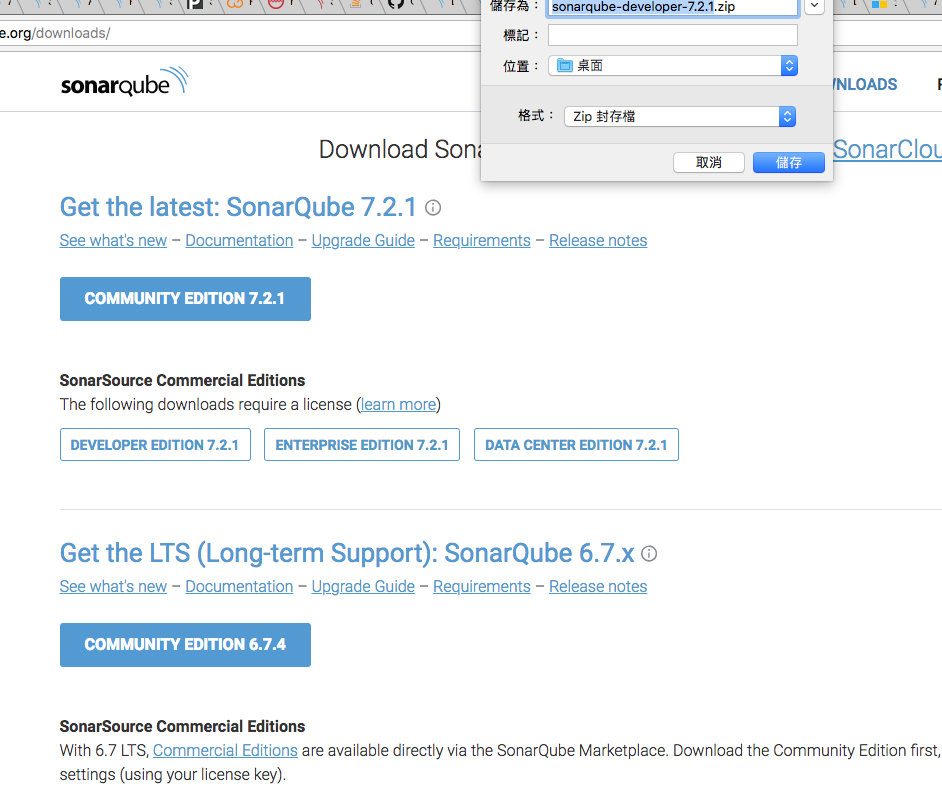 儲存為：
sonarqube-developer-7.2.1.zip
e.org/downloads/
標記：
位置： 桌面
sonarqube
NLOADS
格式： Zip 封存檔
Download
SonarClou
取消 儲存
Get the latest: SonarQube 7.2.1
See what's new – Documentation – Upgrade Guide – Requirements – Release notes
COMMUNITY EDITION 7.2.1
SonarSource Commercial Editions
The following downloads require a license (learn more)
DEVELOPER EDITION 7.2.1 ENTERPRISE EDITION 7.2.1 DATA CENTER EDITION 7.2.1
Get the LTS (Long-term Support): SonarQube 6.7.x
See what's new – Documentation – Upgrade Guide – Requirements – Release notes
COMMUNITY EDITION 6.7.4
SonarSource Commercial Editions
With 6.7 LTS, Commercial Editions are available directly via the SonarQube Marketplace. Download the Community Edition first,
settings (using your license key).